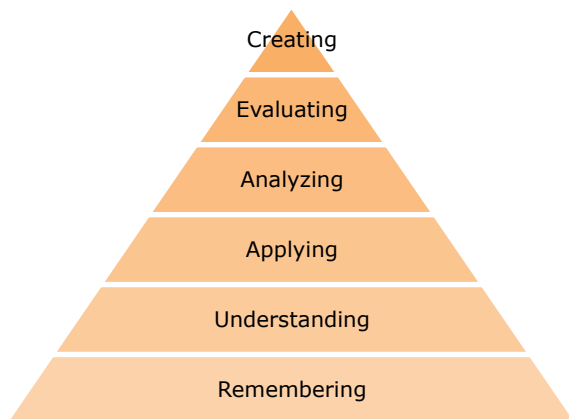 Creating
Evaluating
Analyzing
Applying
Understanding
Remembering